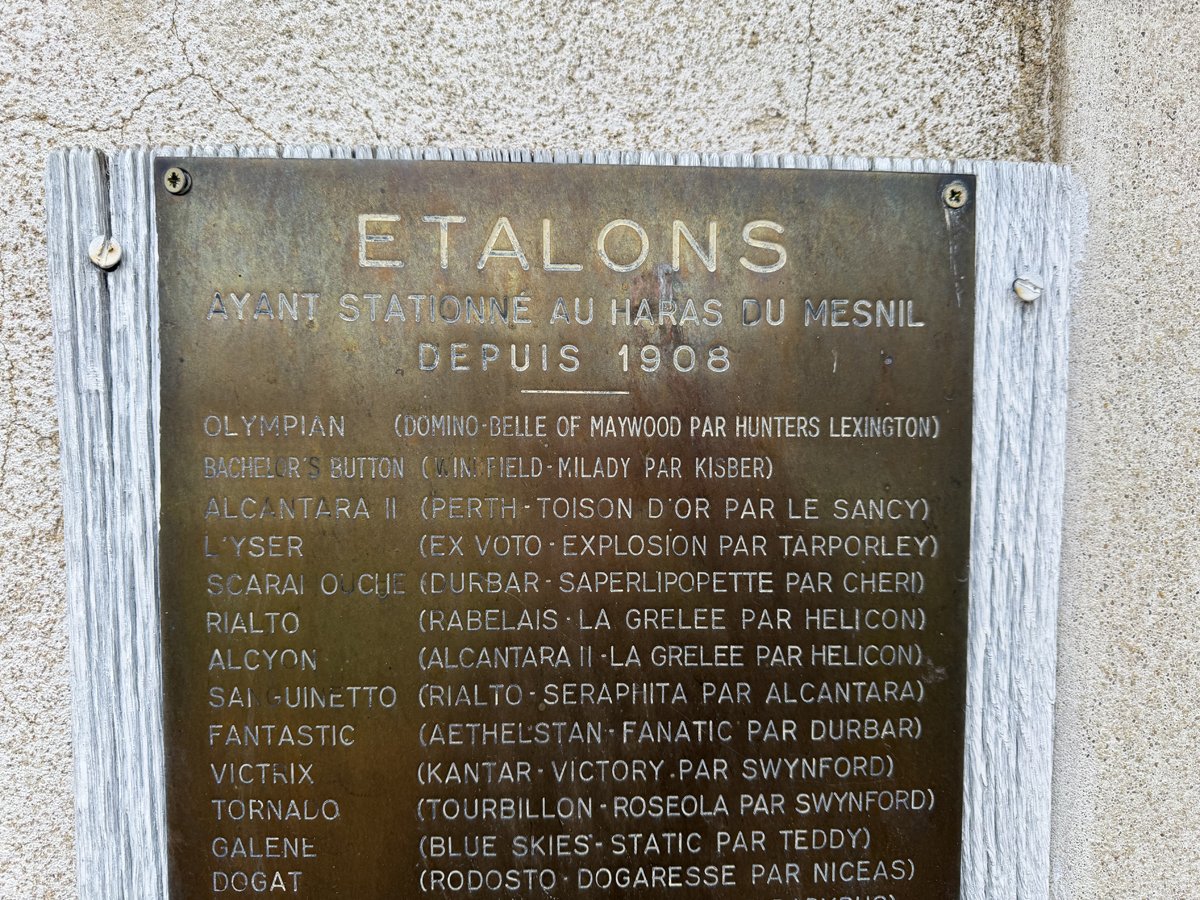 ETALONS
AYANT STATIONNÉ AU HARAS DU MESNIL
DEPUIS 1908
OLYMPIAN (DOMINO-BELLE OF MAYWOOD PAR HUNTERS LEXINGTON)
BACHELOR'S BUTTON (WINKFIELD-MILADY PAR KISBER)
ALCANTARA II (PERTH-TOISON D'OR PAR LE SANCY)
L'YSER (EX VOTO-EXPLOSION PAR TARPORLEY)
SCARAMOUCHE (DURBAR-SAPERLIPOPETTE PAR CHERI)
RIALTO (RABELAIS-LA GRELEE PAR HELICON)
ALCYON (ALCANTARA II-LA GRELEE PAR HELICON)
SANGUINETTO (RIALTO-SERAPHITA PAR ALCANTARA)
FANTASTIC (AETHELSTAN-FANATIC PAR DURBAR)
VICTRIX (KANTAR-VICTORY PAR SWYNFORD)
TORNADO (TOURBILLON-ROSEOLA PAR SWYNFORD)
GALENE (BLUE SKIES-STATIC PAR TEDDY)
DOGAT (RODOSTO-DOGARESSE PAR NICEAS)